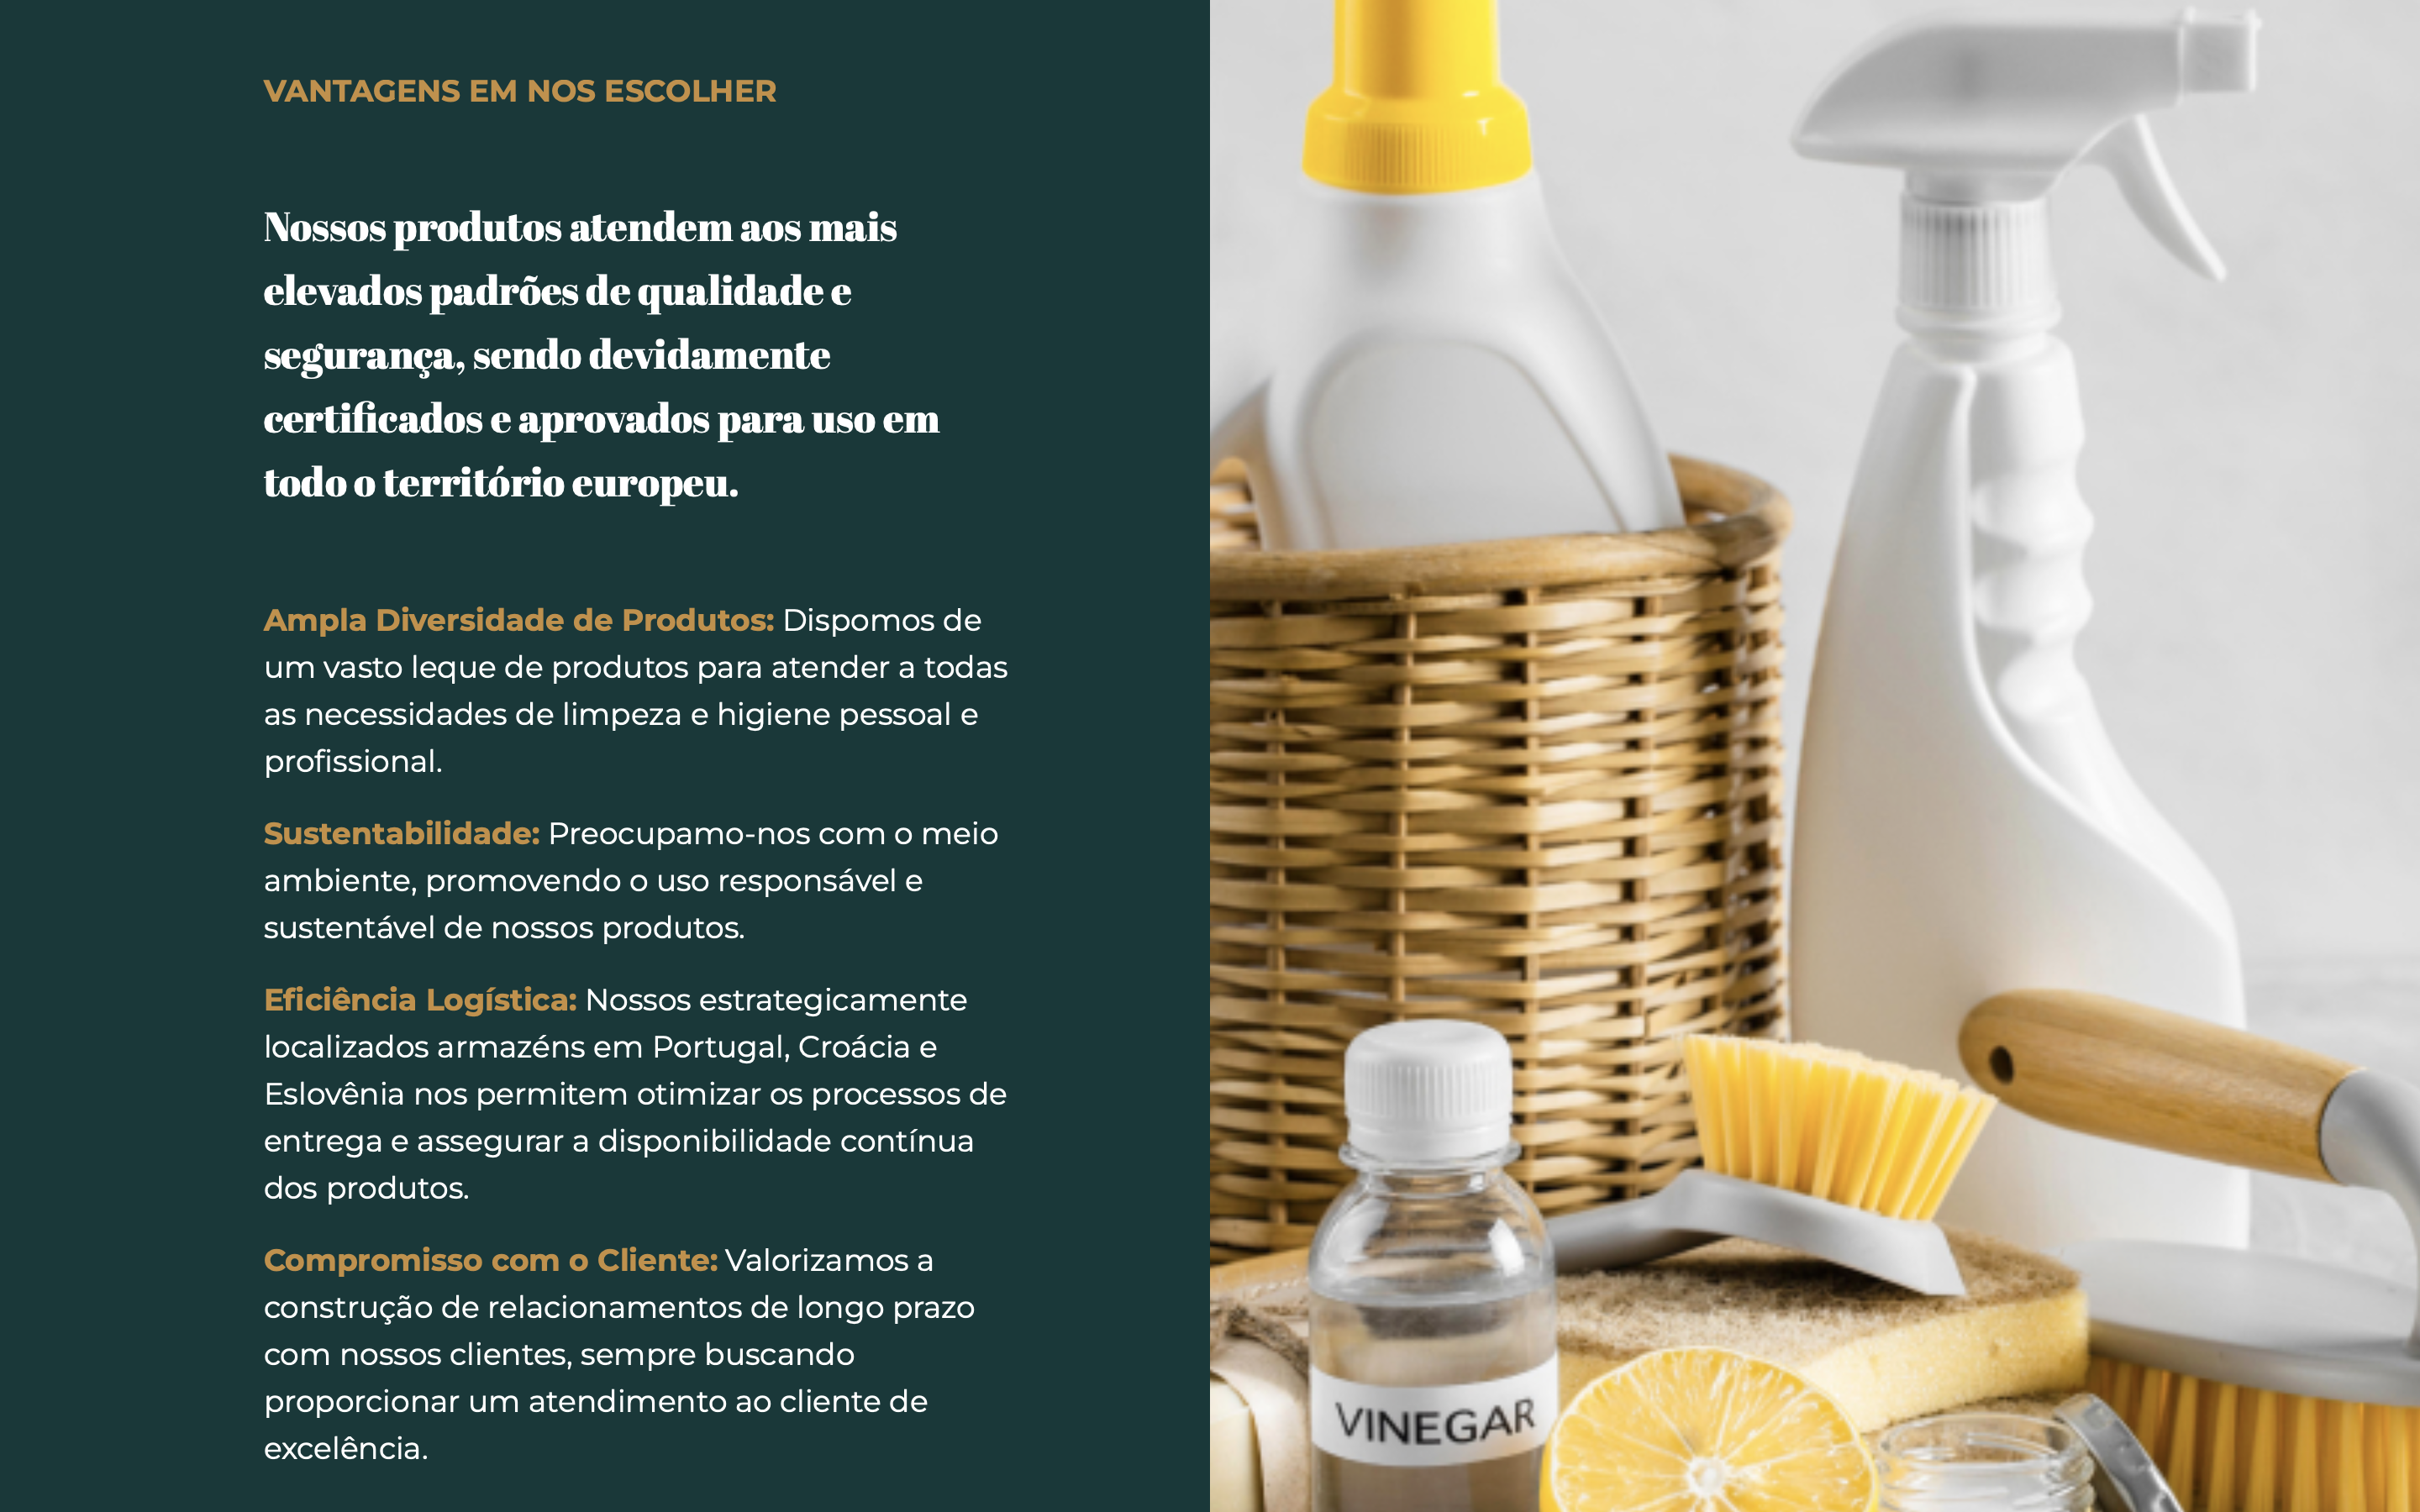 VANTAGENS EM NOS ESCOLHER
Nossos produtos atendem aos mais
elevados padrões de qualidade e
segurança, sendo devidamente
certificados e aprovados para uso em
todo o território europeu.
Ampla Diversidade de Produtos: Dispomos de
um vasto leque de produtos para atender a todas
as necessidades de limpeza e higiene pessoal e
profissional.
Sustentabilidade: Preocupamo-nos com o meio
ambiente, promovendo o uso responsável e
sustentável de nossos produtos.
Eficiência Logística: Nossos estrategicamente
localizados armazéns em Portugal, Croácia e
Eslovênia nos permitem otimizar os processos de
entrega e assegurar a disponibilidade contínua
dos produtos.
Compromisso com o Cliente: Valorizamos a
construção de relacionamentos de longo prazo
com nossos clientes, sempre buscando
proporcionar um atendimento ao cliente de
excelência.
VINEGAR